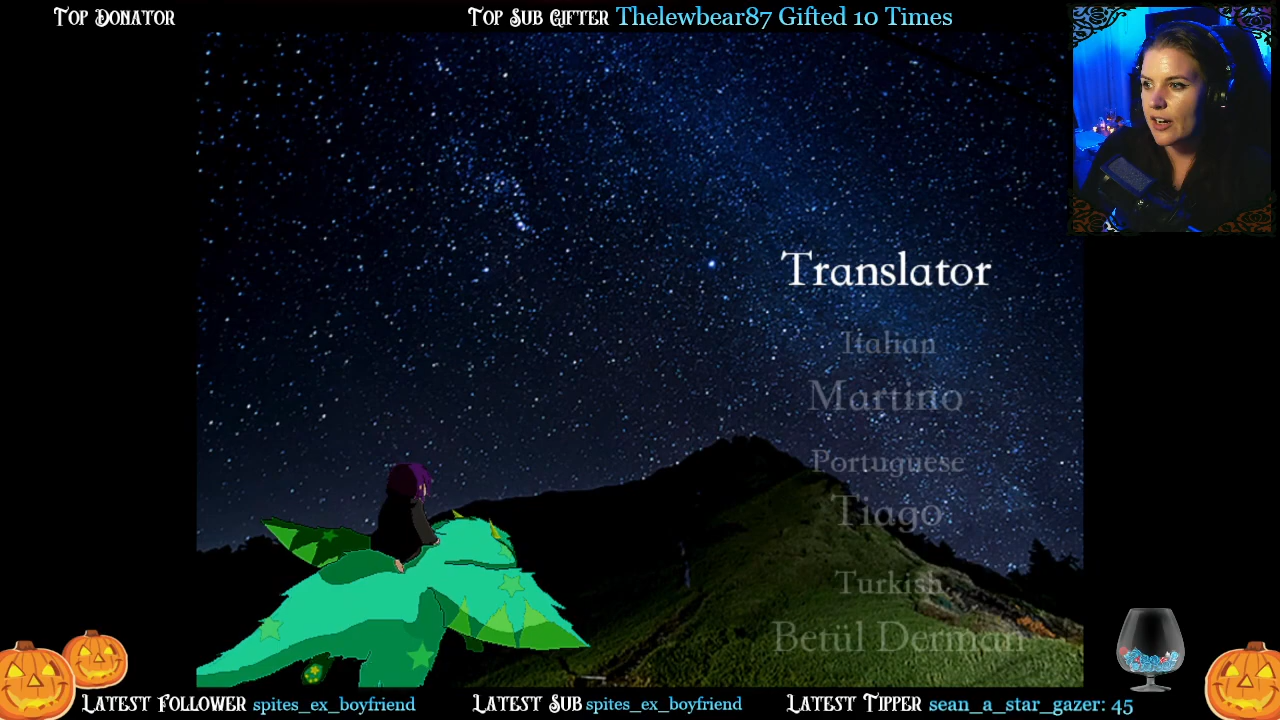 Top Donator
Top Sub Gifter Thelewbear87 Gifted 10 Times
Translator
Italian
Martino
Portuguese
Tiago
Turkish
Betül Derman
Latest Follower spites_ex_boyfriend
Latest Sub spites_ex_boyfriend
Latest Tipper sean_a_star_gazer: 45